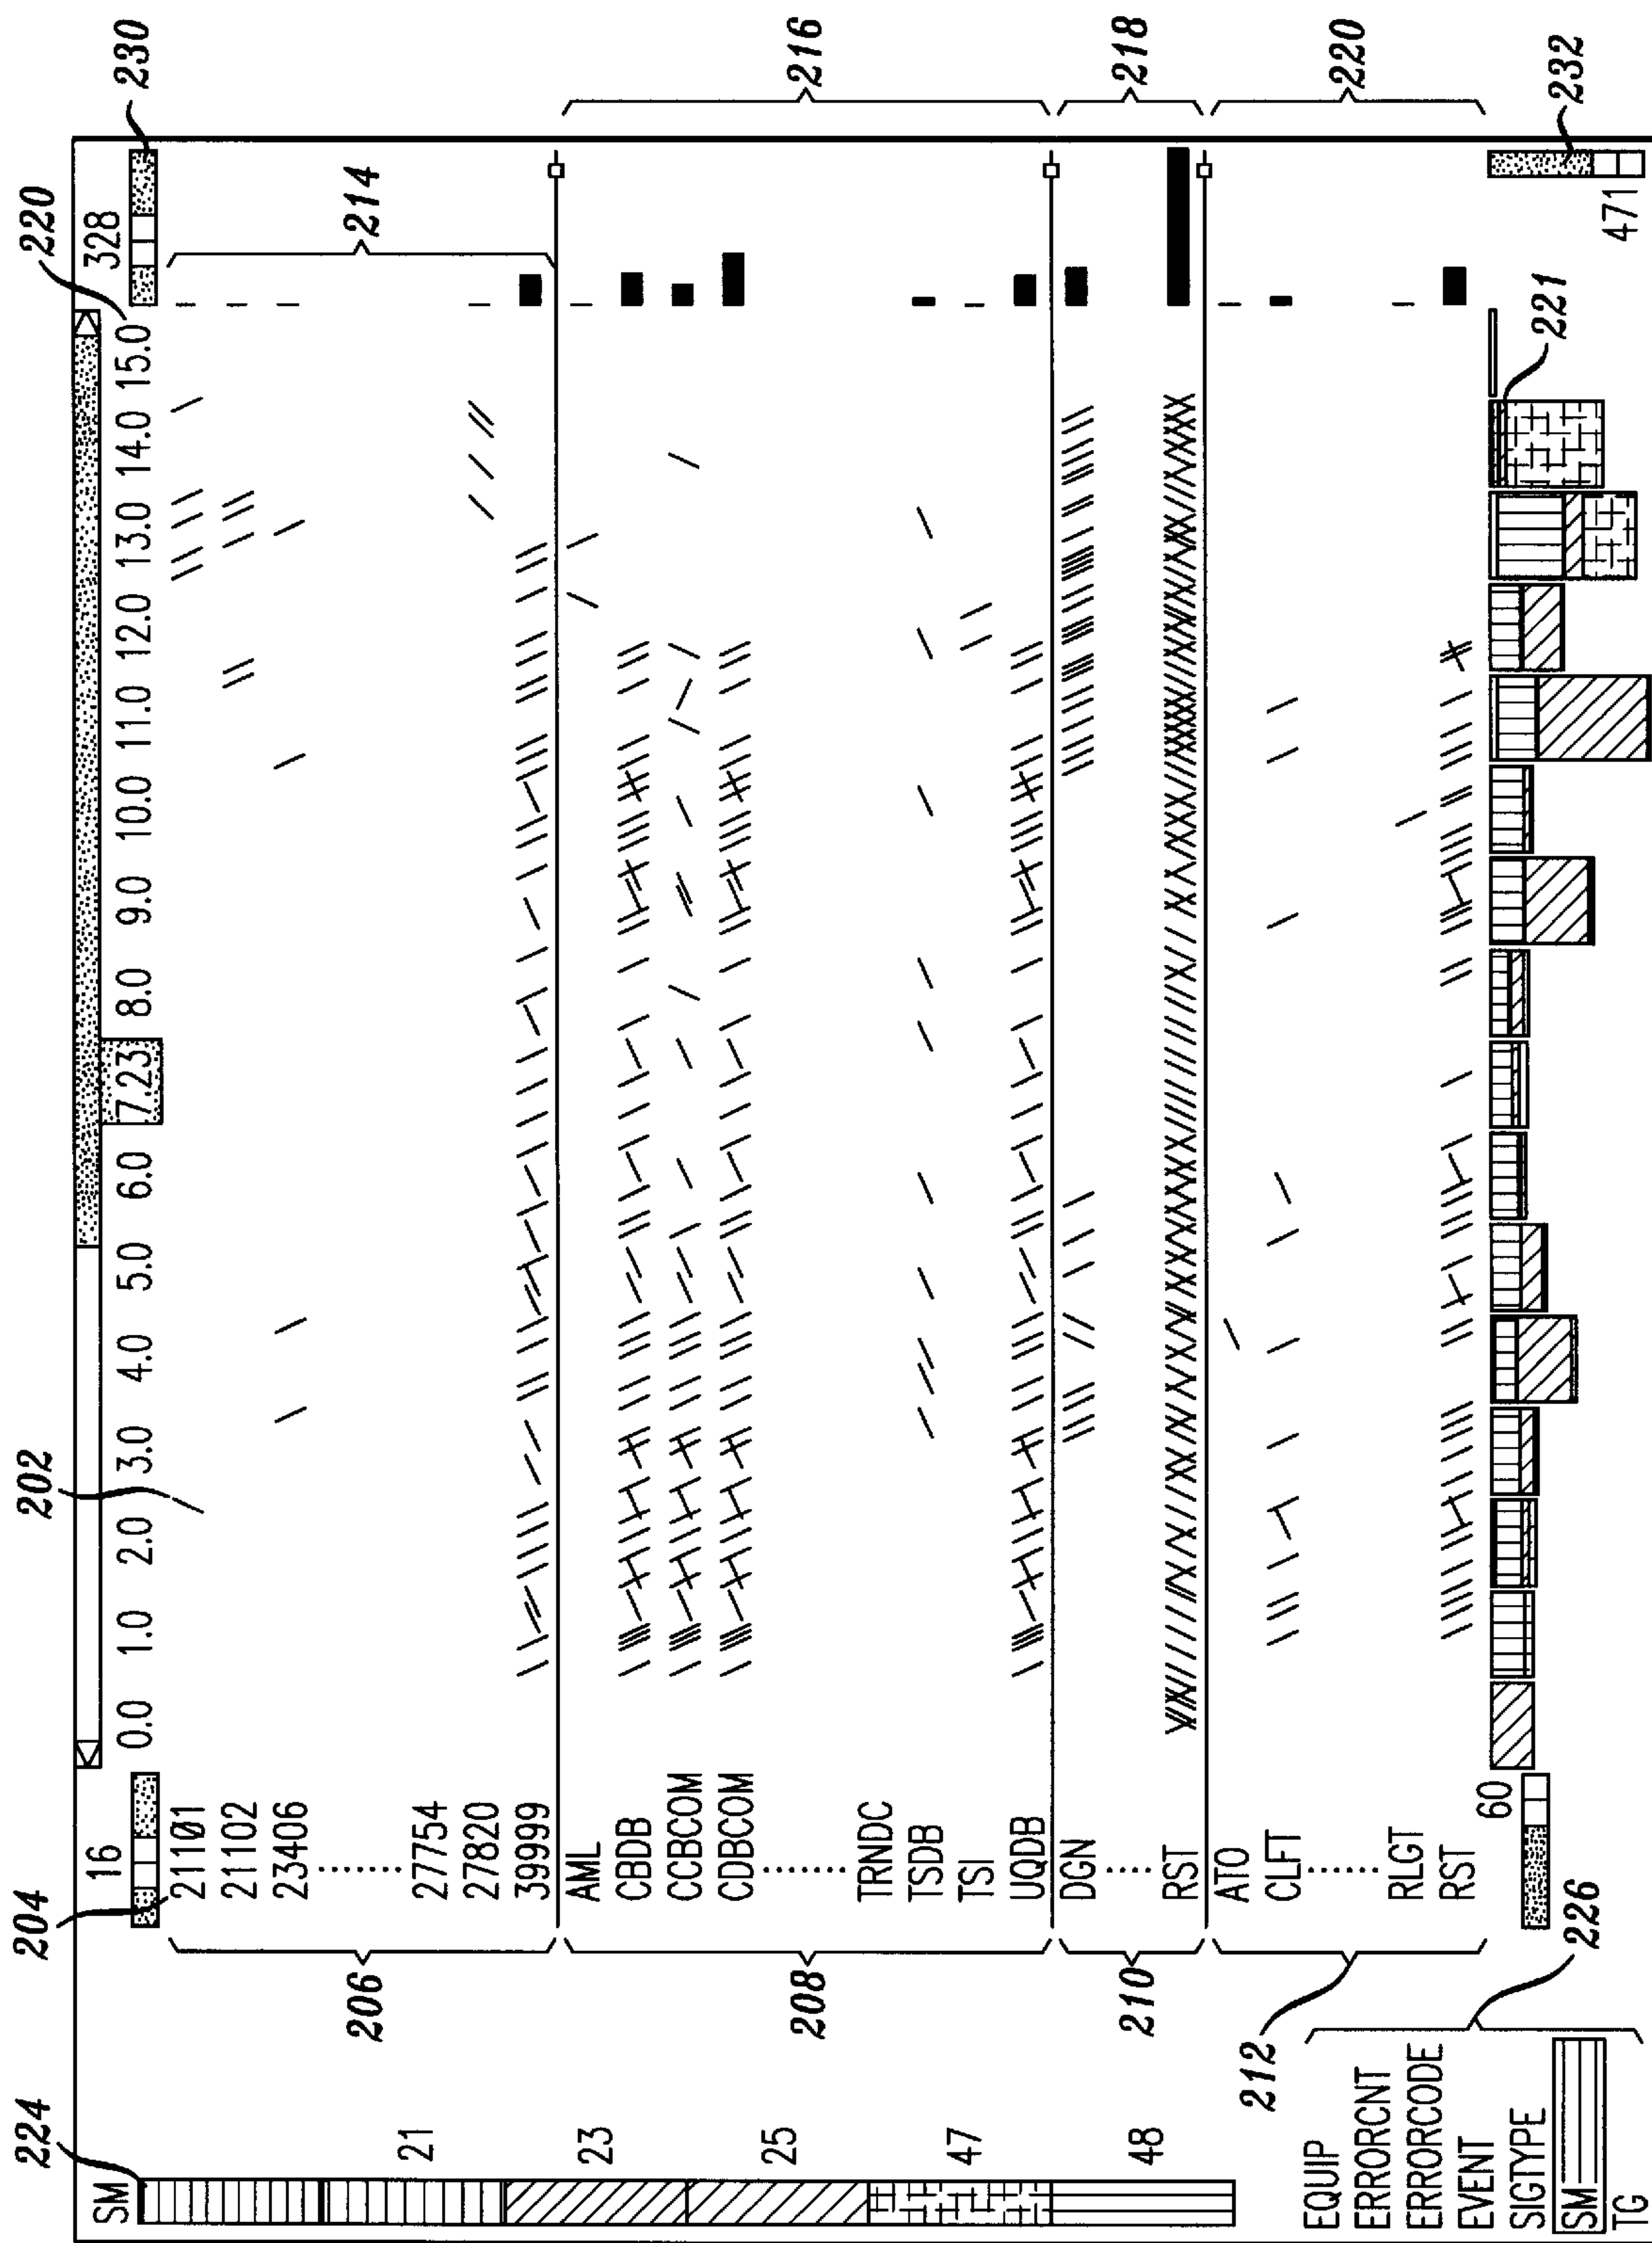 224
204
202
220
230
SM
16
0.0 1.0 2.0 3.0 4.0 5.0 6.0 7.23 8.0 9.0 10.0 11.0 12.0 13.0 14.0 15.0
328
21101
21102
23406
........
27754
27820
39999
206
214
21
23
25
47
48
AML
CBDB
CCBCOM
CDBCOM
........
TRNDC
TSDB
TSI
UQDB
208
216
DGN
.....
RST
210
218
ATO
CLFT
......
RLGT
RST
212
220
60
226
221
232
471
EQUIP
ERRORCNT
ERRORCODE
EVENT
SIGTYPE
SM
TG